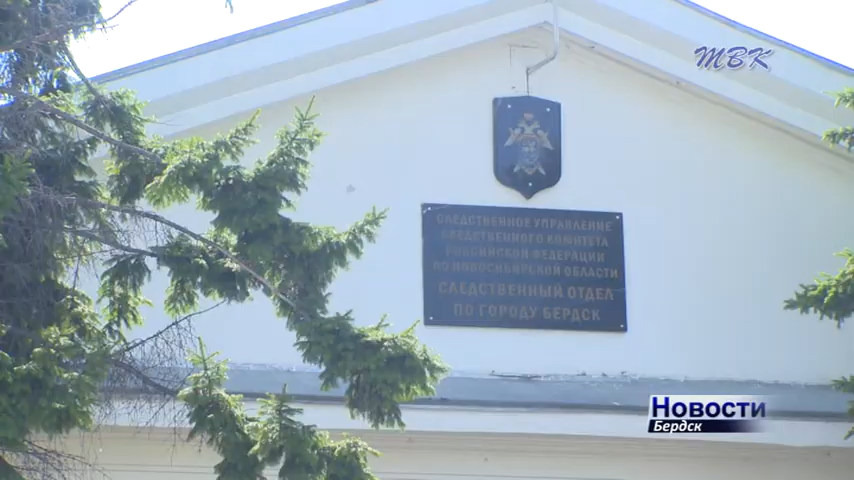 ТВК
СЛЕДСТВЕННОЕ УПРАВЛЕНИЕ
СЛЕДСТВЕННОГО КОМИТЕТА
РОССИЙСКОЙ ФЕДЕРАЦИИ
ПО НОВОСИБИРСКОЙ ОБЛАСТИ
СЛЕДСТВЕННЫЙ ОТДЕЛ
ПО ГОРОДУ БЕРДСК
Новости
Бердск